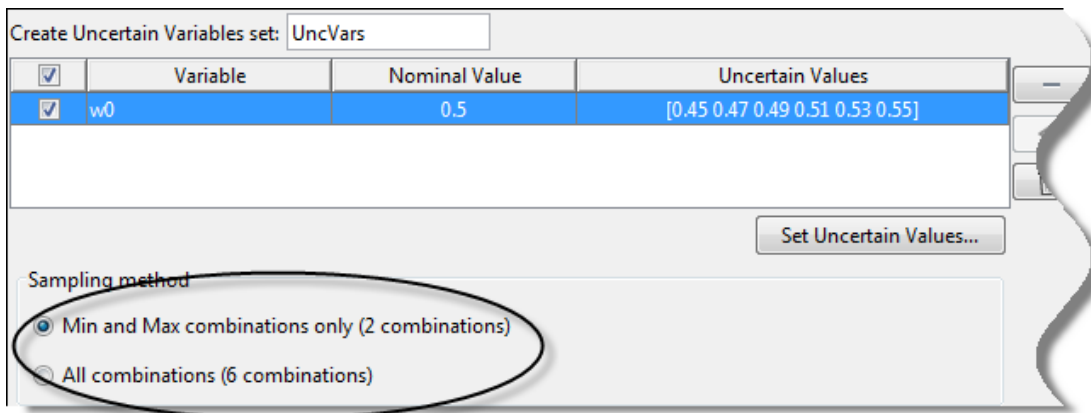 Create Uncertain Variables set: UncVars
Variable Nominal Value Uncertain Values
w0 0.5 [0.45 0.47 0.49 0.51 0.53 0.55]
Set Uncertain Values...
Sampling method
Min and Max combinations only (2 combinations)
All combinations (6 combinations)